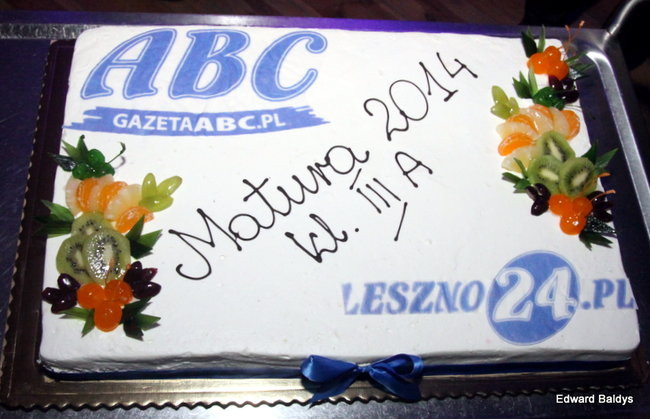 ABC
GAZETAABC.PL
Matura 2014
kl. III A
LESZNO24.PL
Edward Baldys